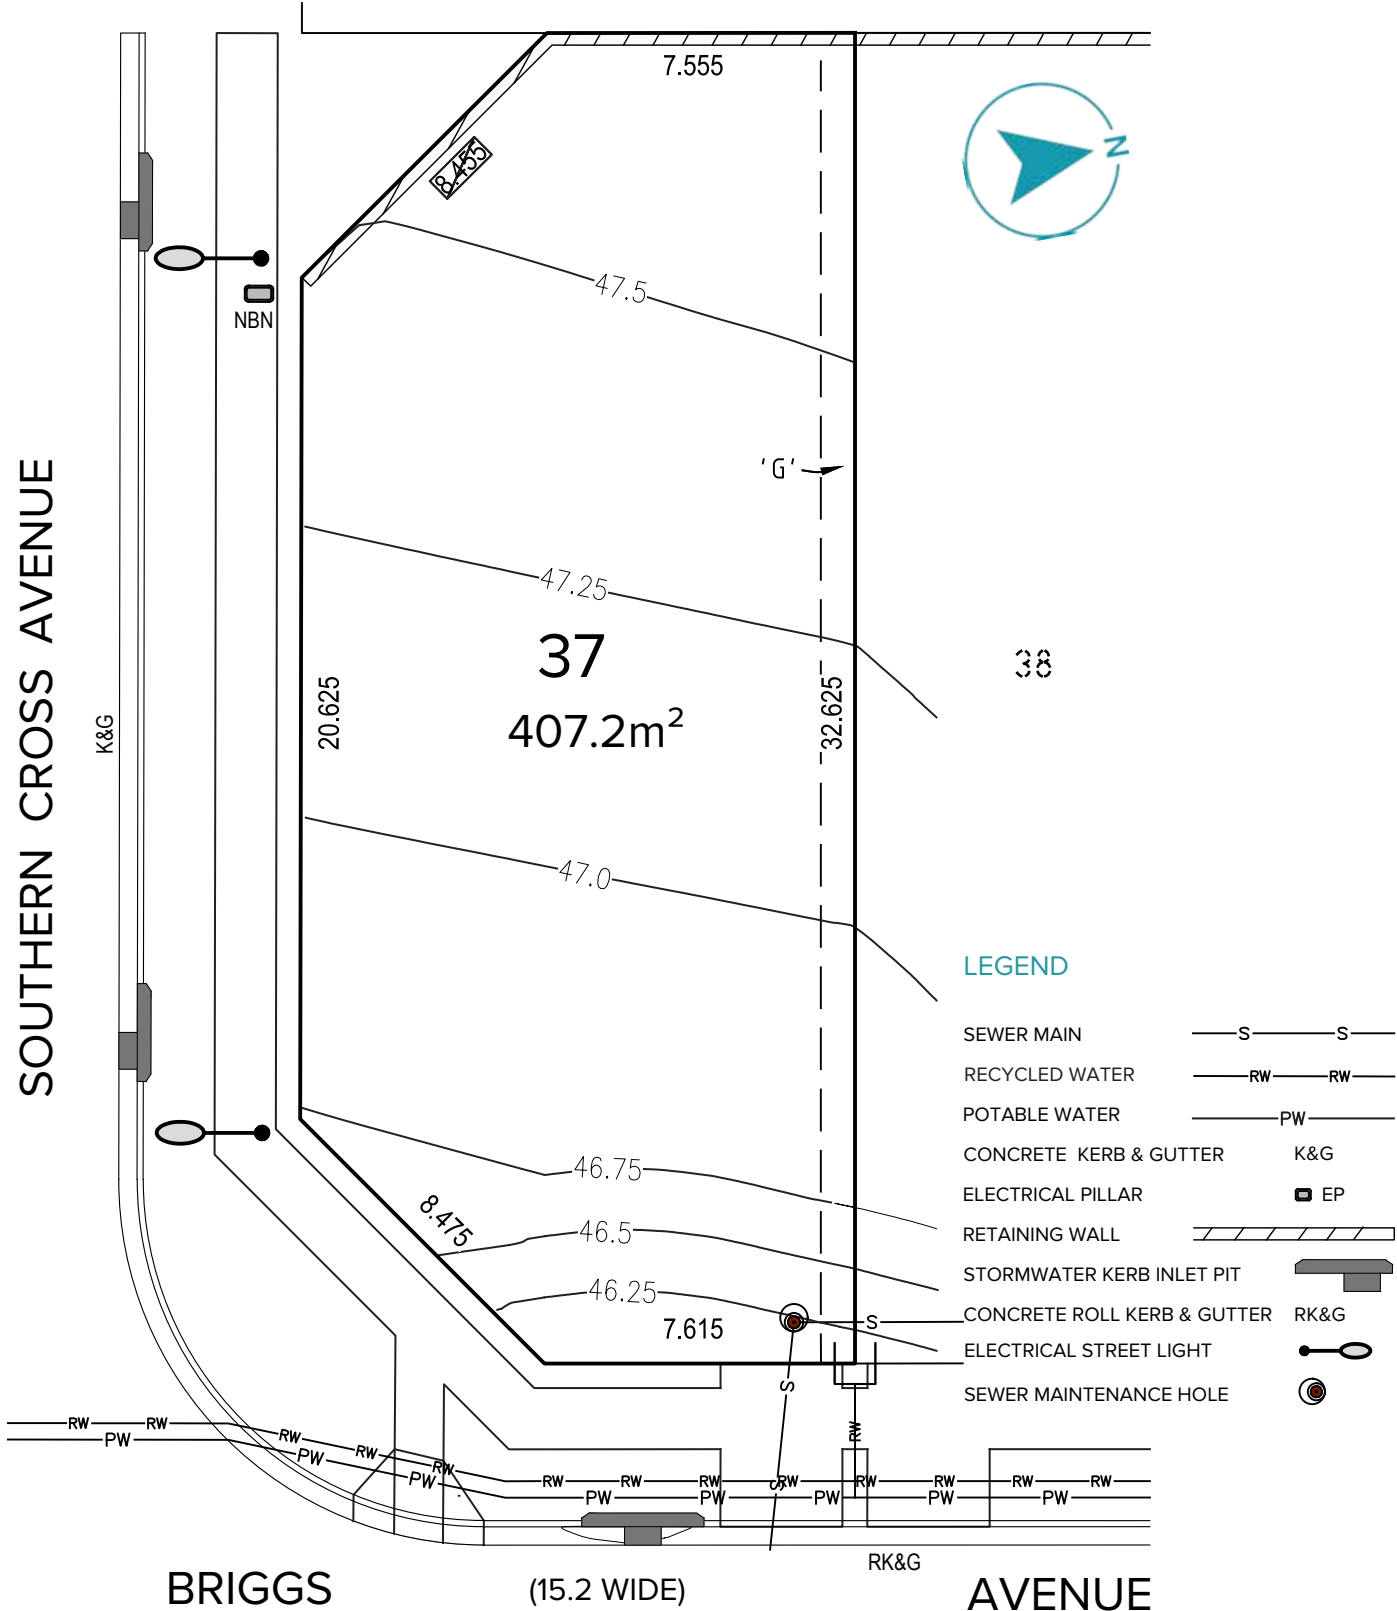 7.555
N
8.455
47.5
NBN
'G'
SOUTHERN CROSS AVENUE
K&G
47.25
37
407.2m²
38
20.625
32.625
47.0
LEGEND
SEWER MAIN S S
RECYCLED WATER RW RW
POTABLE WATER PW
CONCRETE KERB & GUTTER K&G
ELECTRICAL PILLAR EP
RETAINING WALL
STORMWATER KERB INLET PIT
CONCRETE ROLL KERB & GUTTER RK&G
ELECTRICAL STREET LIGHT
SEWER MAINTENANCE HOLE
46.75
8.475
46.5
46.25
7.615
S
S
RW
S
RW RW RW RW RW RW RW RW RW RW RW RW RW
PW PW PW PW PW PW PW PW
RK&G
BRIGGS (15.2 WIDE) AVENUE